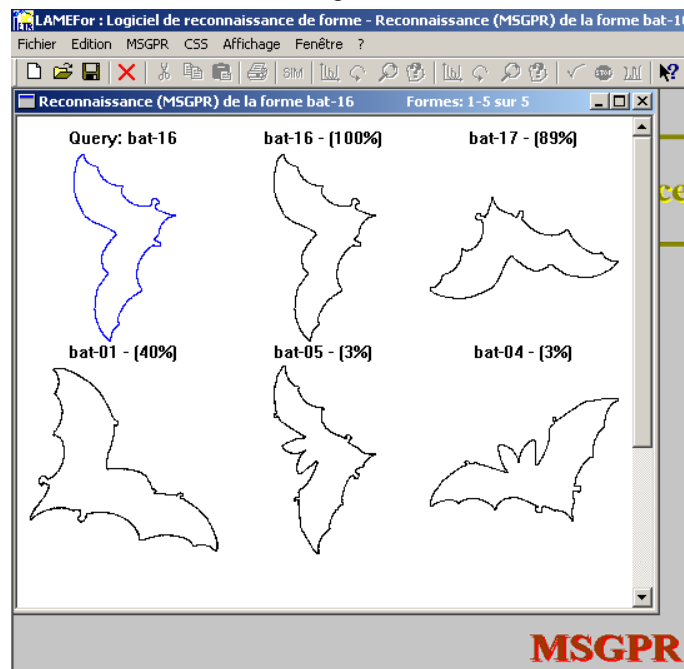 LAMEFor : Logiciel de reconnaissance de forme - Reconnaissance (MSGPR) de la forme bat-16
Fichier Edition MSGPR CSS Affichage Fenêtre ?
SIM
STOP
Reconnaissance (MSGPR) de la forme bat-16 Formes: 1-5 sur 5
Query: bat-16 bat-16 - (100%) bat-17 - (89%)
ce
bat-01 - (40%) bat-05 - (3%) bat-04 - (3%)
MSGPR